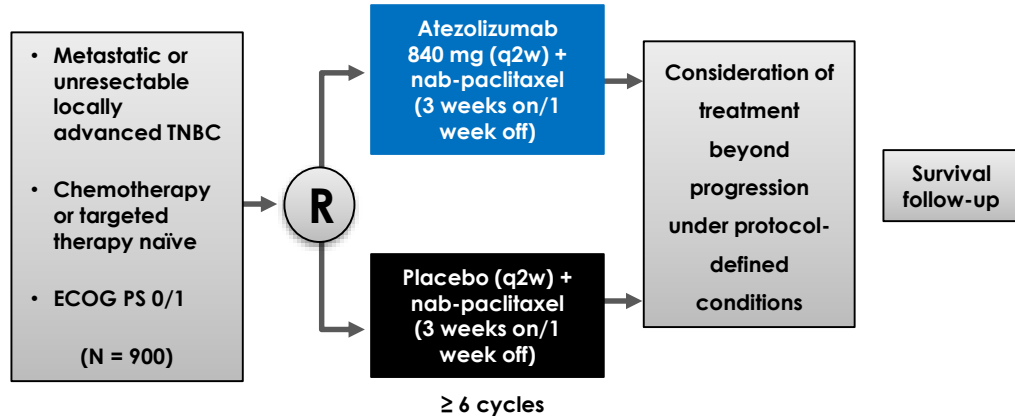 • Metastatic or
unresectable
locally
advanced TNBC
• Chemotherapy
or targeted
therapy naïve
• ECOG PS 0/1
(N = 900)
R
Atezolizumab
840 mg (q2w) +
nab-paclitaxel
(3 weeks on/1
week off)
Placebo (q2w) +
nab-paclitaxel
(3 weeks on/1
week off)
≥ 6 cycles
Consideration of
treatment
beyond
progression
under protocol-
defined
conditions
Survival
follow-up